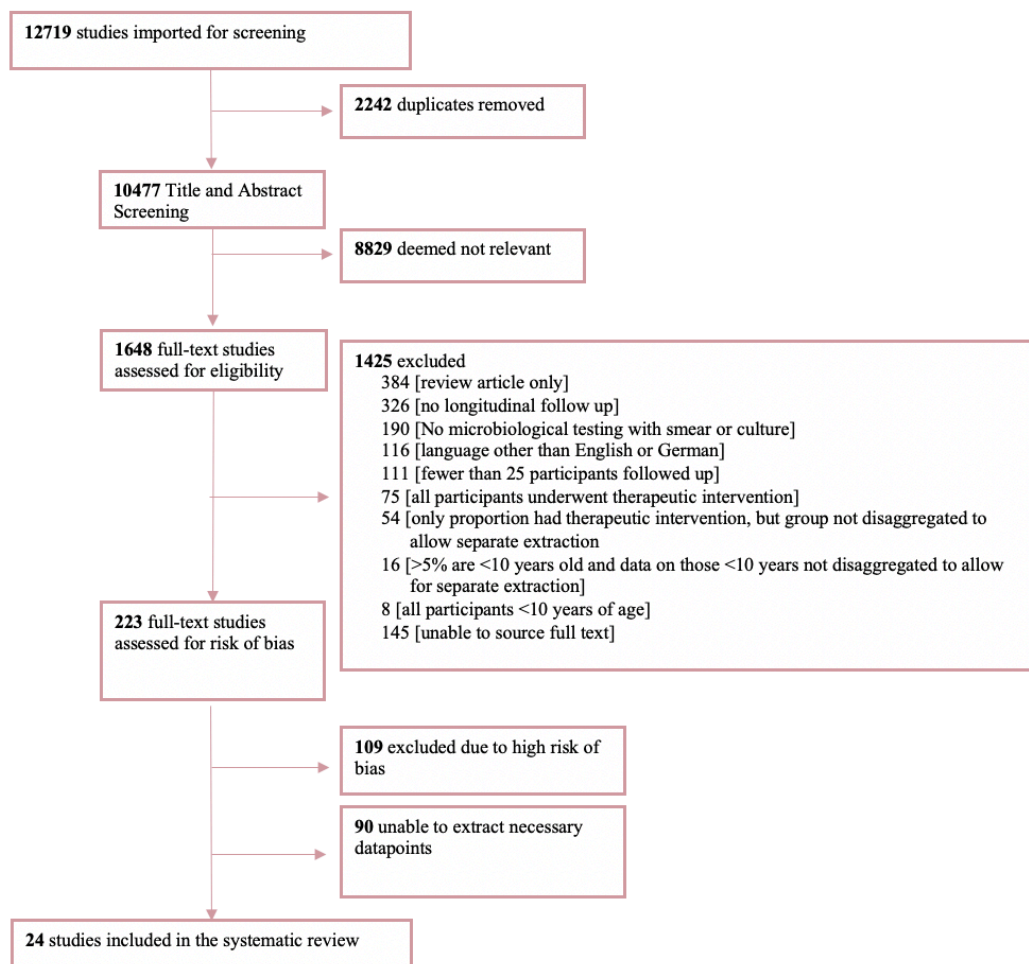 12719 studies imported for screening
2242 duplicates removed
10477 Title and Abstract
Screening
8829 deemed not relevant
1648 full-text studies
assessed for eligibility
1425 excluded
384 [review article only]
326 [no longitudinal follow up]
190 [No microbiological testing with smear or culture]
116 [language other than English or German]
111 [fewer than 25 participants followed up]
75 [all participants underwent therapeutic intervention]
54 [only proportion had therapeutic intervention, but group not disaggregated to
allow separate extraction
16 [>5% are <10 years old and data on those <10 years not disaggregated to allow
for separate extraction]
8 [all participants <10 years of age]
145 [unable to source full text]
223 full-text studies
assessed for risk of bias
109 excluded due to high risk of
bias
90 unable to extract necessary
datapoints
24 studies included in the systematic review